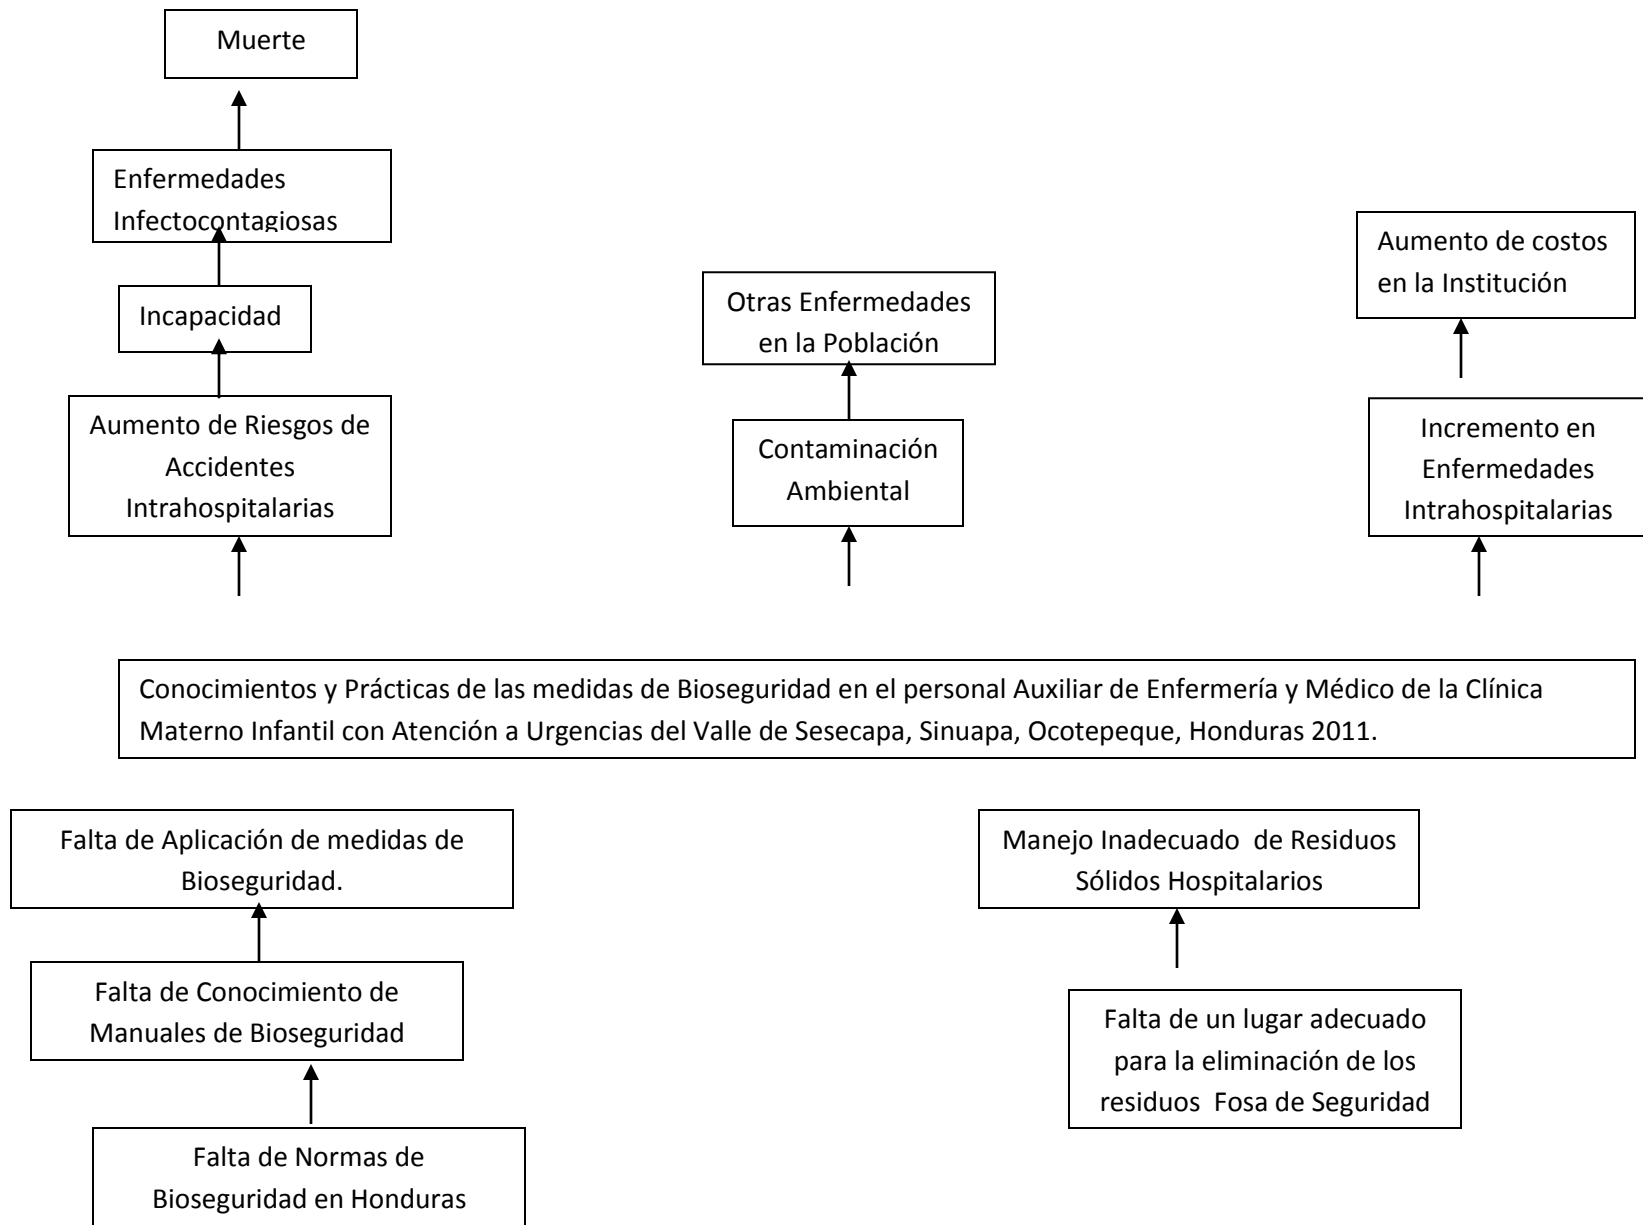 Muerte
Enfermedades
Infectocontagiosas
Incapacidad
Aumento de Riesgos de
Accidentes
Intrahospitalarias
Otras Enfermedades
en la Población
Contaminación
Ambiental
Aumento de costos
en la Institución
Incremento en
Enfermedades
Intrahospitalarias
Conocimientos y Prácticas de las medidas de Bioseguridad en el personal Auxiliar de Enfermería y Médico de la Clínica
Materno Infantil con Atención a Urgencias del Valle de Sesecapa, Sinuapa, Ocotepeque, Honduras 2011.
Falta de Aplicación de medidas de
Bioseguridad.
Falta de Conocimiento de
Manuales de Bioseguridad
Falta de Normas de
Bioseguridad en Honduras
Manejo Inadecuado  de Residuos
Sólidos Hospitalarios
Falta de un lugar adecuado
para la eliminación de los
residuos  Fosa de Seguridad